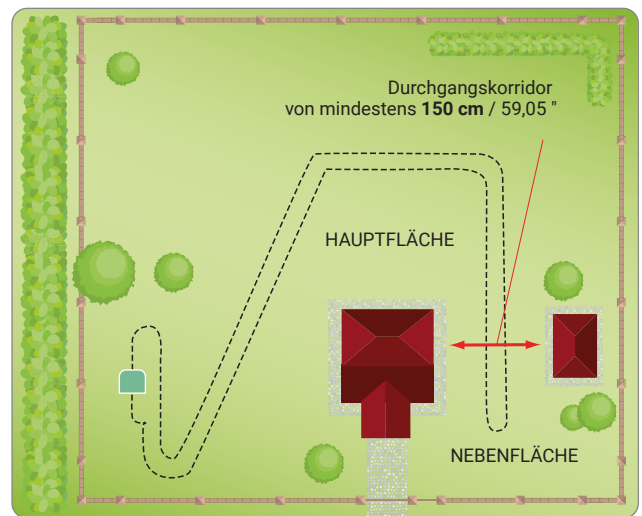 Durchgangskorridor
von mindestens 150 cm / 59,05 "
HAUPTFLÄCHE
NEBENFLÄCHE